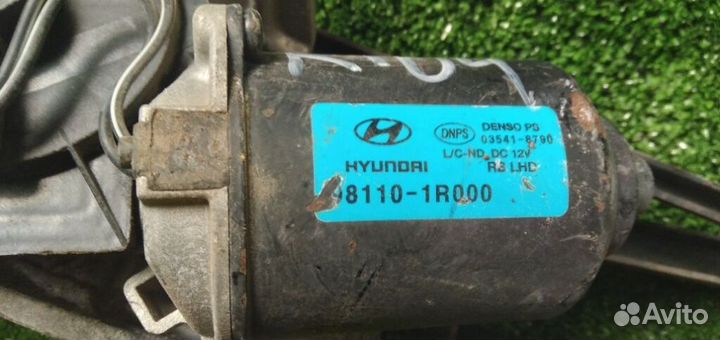 DNPS
DENSO PS
03541-8790
L/C-ND, DC 12V
HYUNDAI
RB LHD
98110-1R000
Avito